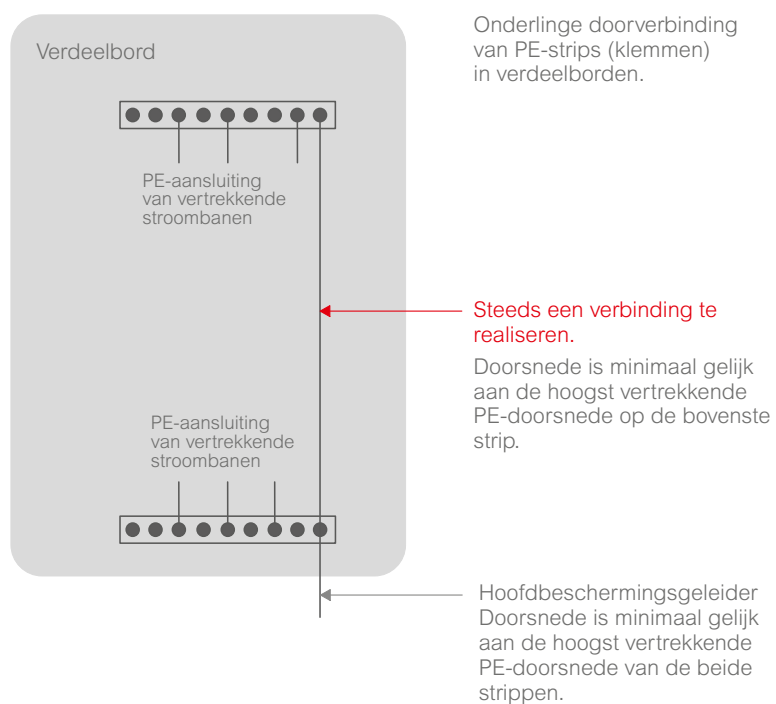 Verdeelbord
Onderlinge doorverbinding
van PE-strips (klemmen)
in verdeelborden.
PE-aansluiting
van vertrekkende
stroombanen
Steeds een verbinding te
realiseren.
Doorsnede is minimaal gelijk
aan de hoogst vertrekkende
PE-doorsnede op de bovenste
strip.
PE-aansluiting
van vertrekkende
stroombanen
Hoofdbeschermingsgeleider
Doorsnede is minimaal gelijk
aan de hoogst vertrekkende
PE-doorsnede van de beide
strippen.